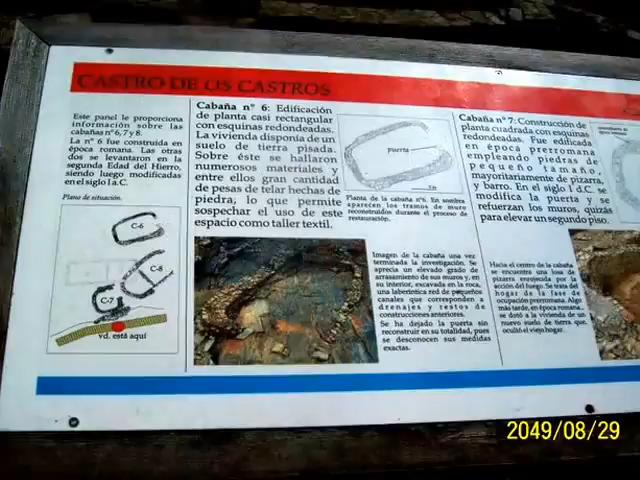 CASTRO DE OS CASTROS
Este panel le proporciona
información sobre las
cabañas nº 6, 7 y 8.
La nº 6 fue construida en
época romana. Las otras
dos se levantaron en la
segunda Edad del Hierro,
siendo luego modificadas
en el siglo I a.C.
Plano de situación.
C-6
C-8
C-7
vd. está aquí
Cabaña nº 6: Edificación
de planta casi rectangular
con esquinas redondeadas.
La vivienda disponía de un
suelo de tierra pisada.
Sobre éste se hallaron
numerosos materiales y
entre ellos gran cantidad
de pesas de telar hechas de
piedra, lo que permite
sospechar el uso de este
espacio como taller textil.
Puerta
Planta de la cabaña nº6. En sombra
aparecen los tramos de muro
reconstruidos durante el proceso de
restauración.
Imagen de la cabaña una vez
terminada la investigación. Se
aprecia un elevado grado de
arrasamiento de sus muros y, en
su interior, excavada en la roca,
una laberíntica red de pequeños
canales que corresponden a
drenajes y restos de
construcciones anteriores.
Se ha dejado la puerta sin
reconstruir en su totalidad, pues
se desconocen sus medidas
exactas.
Cabaña nº 7: Construcción de
planta cuadrada con esquinas
redondeadas. Fue edificada
en época prerromana
empleando piedras de
pequeño tamaño,
mayoritariamente de pizarra,
y barro. En el siglo I d.C. se
modifica la puerta y se
refuerzan los muros, quizás
para elevar un segundo piso.
Hacia el centro de la cabaña
se encuentra una losa de
pizarra enrojecida por la
acción del fuego. Se trata del
hogar de la fase de
ocupación prerromana. Algo
más tarde, en época romana,
se dotó a la vivienda de un
nuevo suelo de tierra que
ocultó el viejo hogar.
2049/08/29